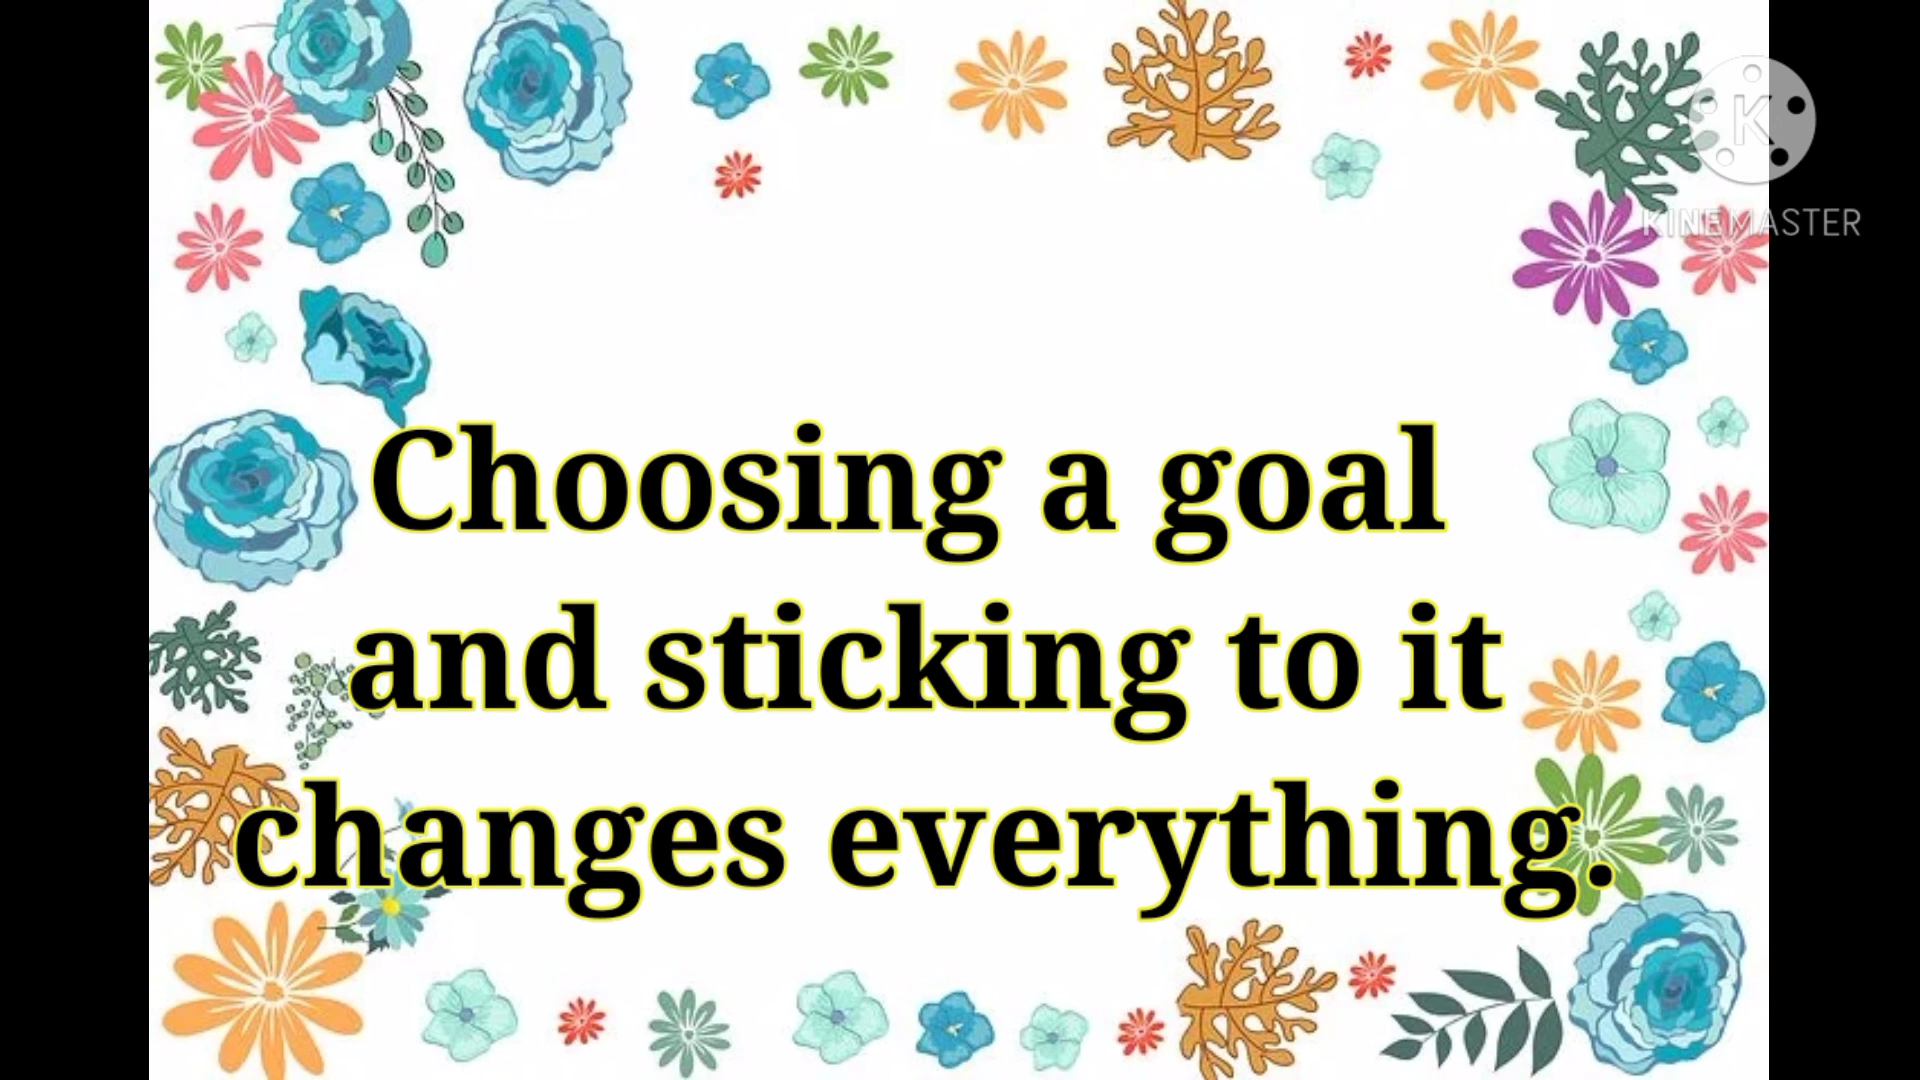 K
KINEMASTER
Choosing a goal
and sticking to it
changes everything.